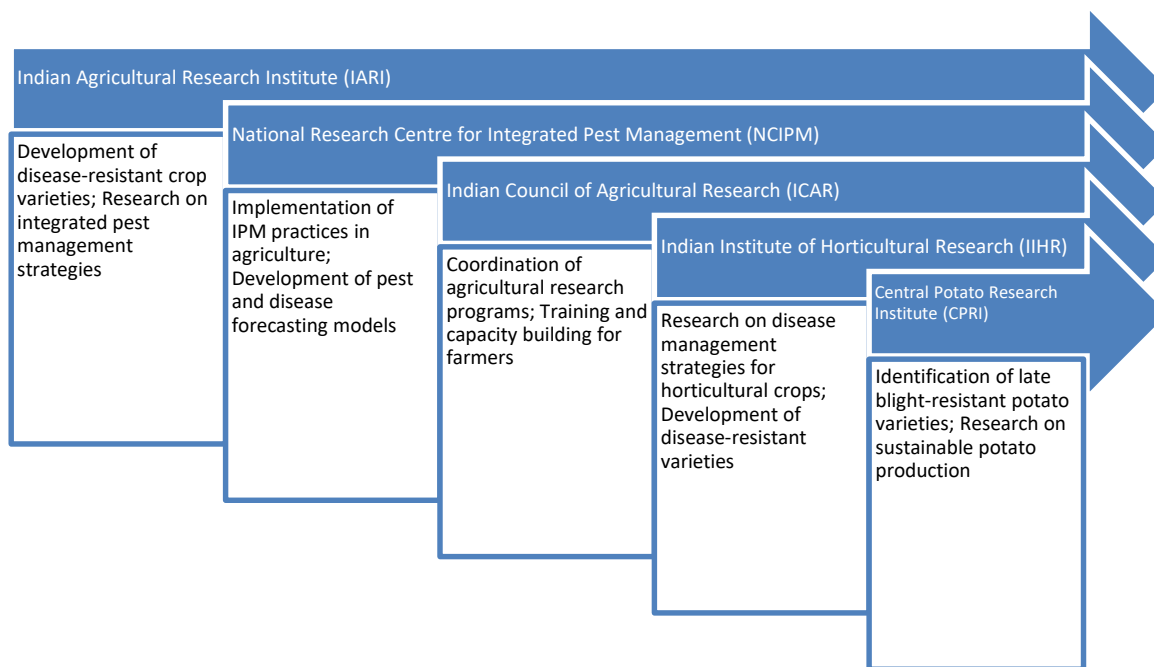 Indian Agricultural Research Institute (IARI)
Development of
disease-resistant crop
varieties; Research on
integrated pest
management
strategies
National Research Centre for Integrated Pest Management (NCIPM)
Implementation of
IPM practices in
agriculture;
Development of pest
and disease
forecasting models
Indian Council of Agricultural Research (ICAR)
Coordination of
agricultural research
programs; Training and
capacity building for
farmers
Indian Institute of Horticultural Research (IIHR)
Research on disease
management
strategies for
horticultural crops;
Development of
disease-resistant
varieties
Central Potato Research
Institute (CPRI)
Identification of late
blight-resistant potato
varieties; Research on
sustainable potato
production